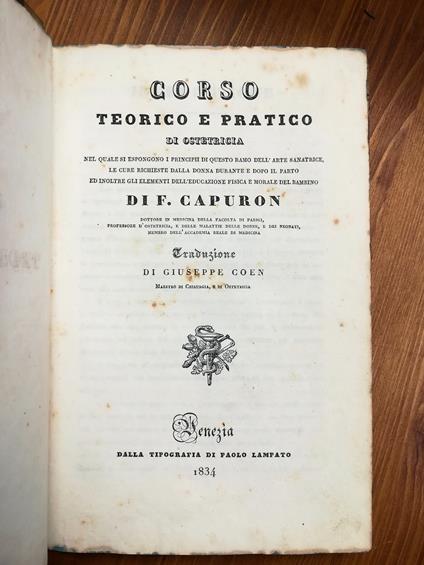 CORSO
TEORICO E PRATICO
DI OSTETRICIA
NEL QUALE SI ESPONGONO I PRINCIPII DI QUESTO RAMO DELL'ARTE SANATRICE,
LE CURE RICHIESTE DALLA DONNA DURANTE E DOPO IL PARTO
ED INOLTRE GLI ELEMENTI DELL'EDUCAZIONE FISICA E MORALE DEL BAMBINO
DI F. CAPURON
DOTTORE IN MEDICINA DELLA FACOLTA DI PARIGI,
PROFESSORE D'OSTETRICIA, E DELLE MALATTIE DELLE DONNE, E DEI NEONATI,
MEMBRO DELL'ACCADEMIA REALE DI MEDICINA
Traduzione
DI GIUSEPPE COEN
MAESTRO DI CHIRURGIA, E DI OSTETRICIA
Venezia
DALLA TIPOGRAFIA DI PAOLO LAMPATO
1834